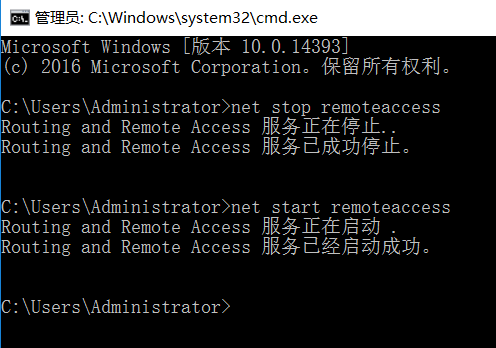 管理员: C:\Windows\system32\cmd.exe
Microsoft Windows [版本 10.0.14393]
(c) 2016 Microsoft Corporation。保留所有权利。
C:\Users\Administrator>net stop remoteaccess
Routing and Remote Access 服务正在停止..
Routing and Remote Access 服务已成功停止。
C:\Users\Administrator>net start remoteaccess
Routing and Remote Access 服务正在启动 .
Routing and Remote Access 服务已经启动成功。
C:\Users\Administrator>